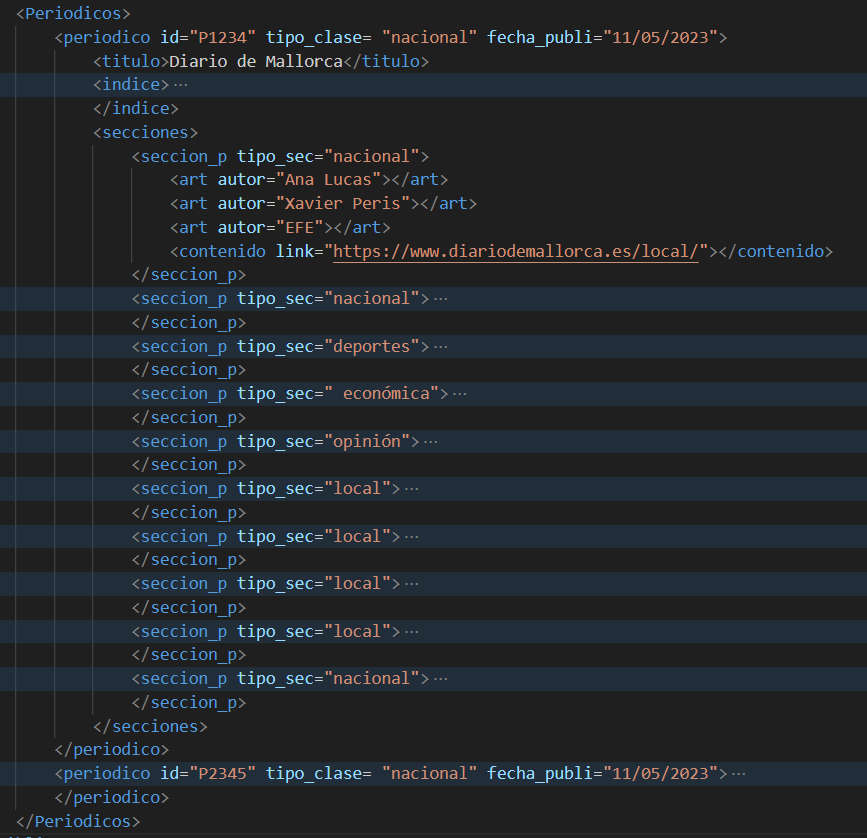 <Periodicos>
<periodico id="P1234" tipo_clase= "nacional" fecha_publi="11/05/2023">
<titulo>Diario de Mallorca</titulo>
<indice>···
</indice>
<secciones>
<seccion_p tipo_sec="nacional">
<art autor="Ana Lucas"></art>
<art autor="Xavier Peris"></art>
<art autor="EFE"></art>
<contenido link="https://www.diariodemallorca.es/local/"></contenido>
</seccion_p>
<seccion_p tipo_sec="nacional">···
</seccion_p>
<seccion_p tipo_sec="deportes">···
</seccion_p>
<seccion_p tipo_sec=" económica">···
</seccion_p>
<seccion_p tipo_sec="opinión">···
</seccion_p>
<seccion_p tipo_sec="local">···
</seccion_p>
<seccion_p tipo_sec="local">···
</seccion_p>
<seccion_p tipo_sec="local">···
</seccion_p>
<seccion_p tipo_sec="local">···
</seccion_p>
<seccion_p tipo_sec="nacional">···
</seccion_p>
</secciones>
</periodico>
<periodico id="P2345" tipo_clase= "nacional" fecha_publi="11/05/2023">···
</periodico>
</Periodicos>